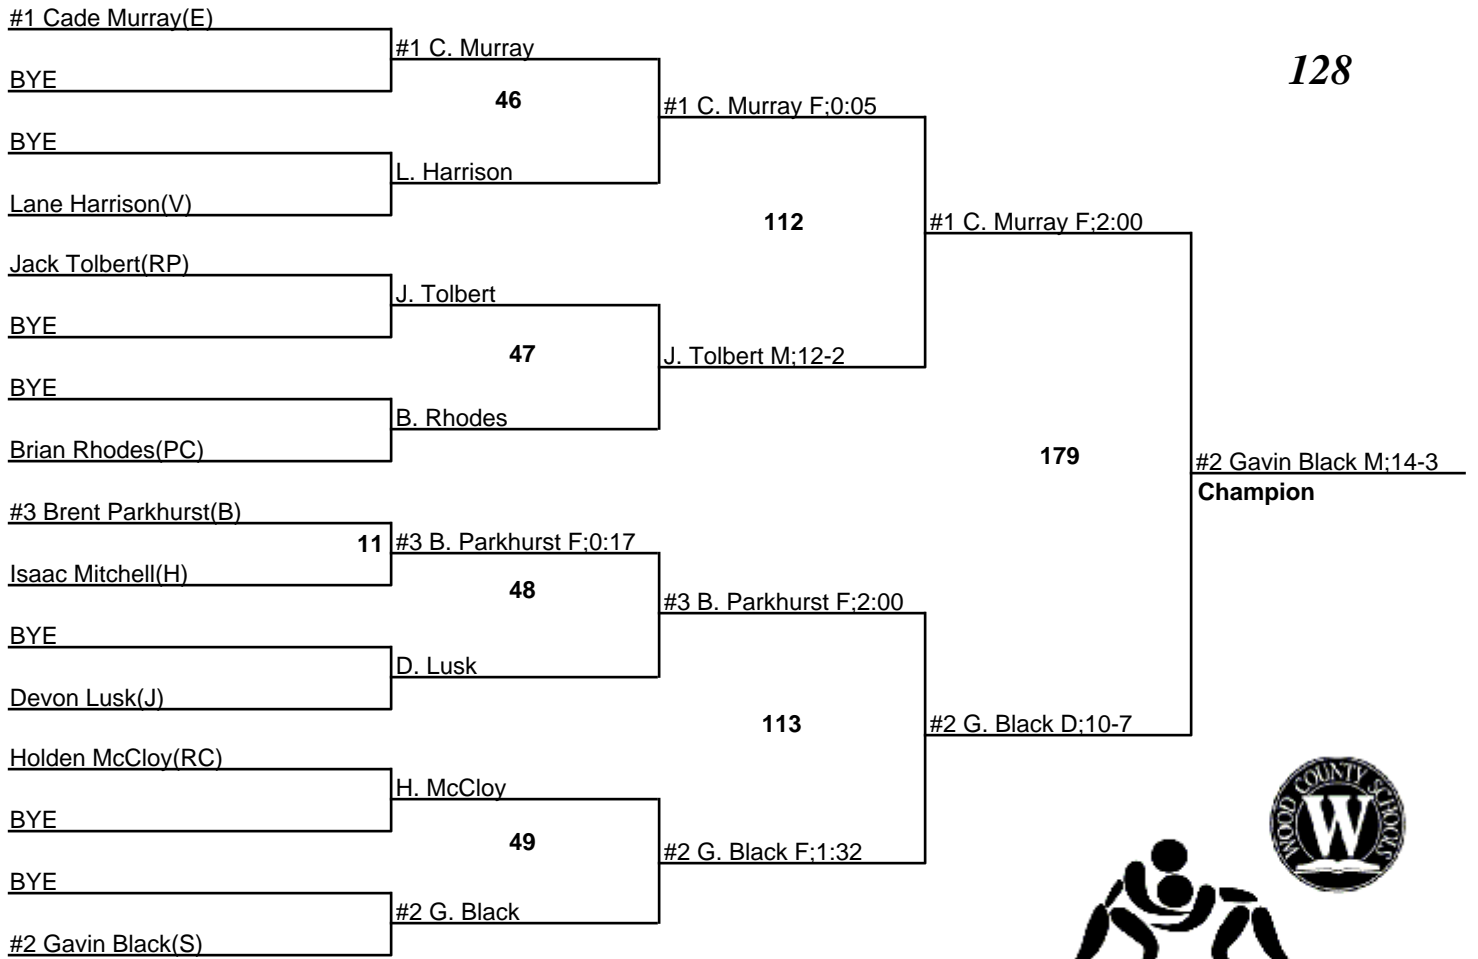 #1 Cade Murray(E)
BYE
BYE
Lane Harrison(V)
Jack Tolbert(RP)
BYE
BYE
Brian Rhodes(PC)
#3 Brent Parkhurst(B)
Isaac Mitchell(H)
BYE
Devon Lusk(J)
Holden McCloy(RC)
BYE
BYE
#2 Gavin Black(S)
11
#1 C. Murray
46
L. Harrison
J. Tolbert
47
B. Rhodes
#3 B. Parkhurst F;0:17
48
D. Lusk
H. McCloy
49
#2 G. Black
#1 C. Murray F;0:05
112
J. Tolbert M;12-2
#3 B. Parkhurst F;2:00
113
#2 G. Black F;1:32
#1 C. Murray F;2:00
179
#2 G. Black D;10-7
#2 Gavin Black M;14-3
Champion
128
WOOD COUNTY SCHOOLS
W